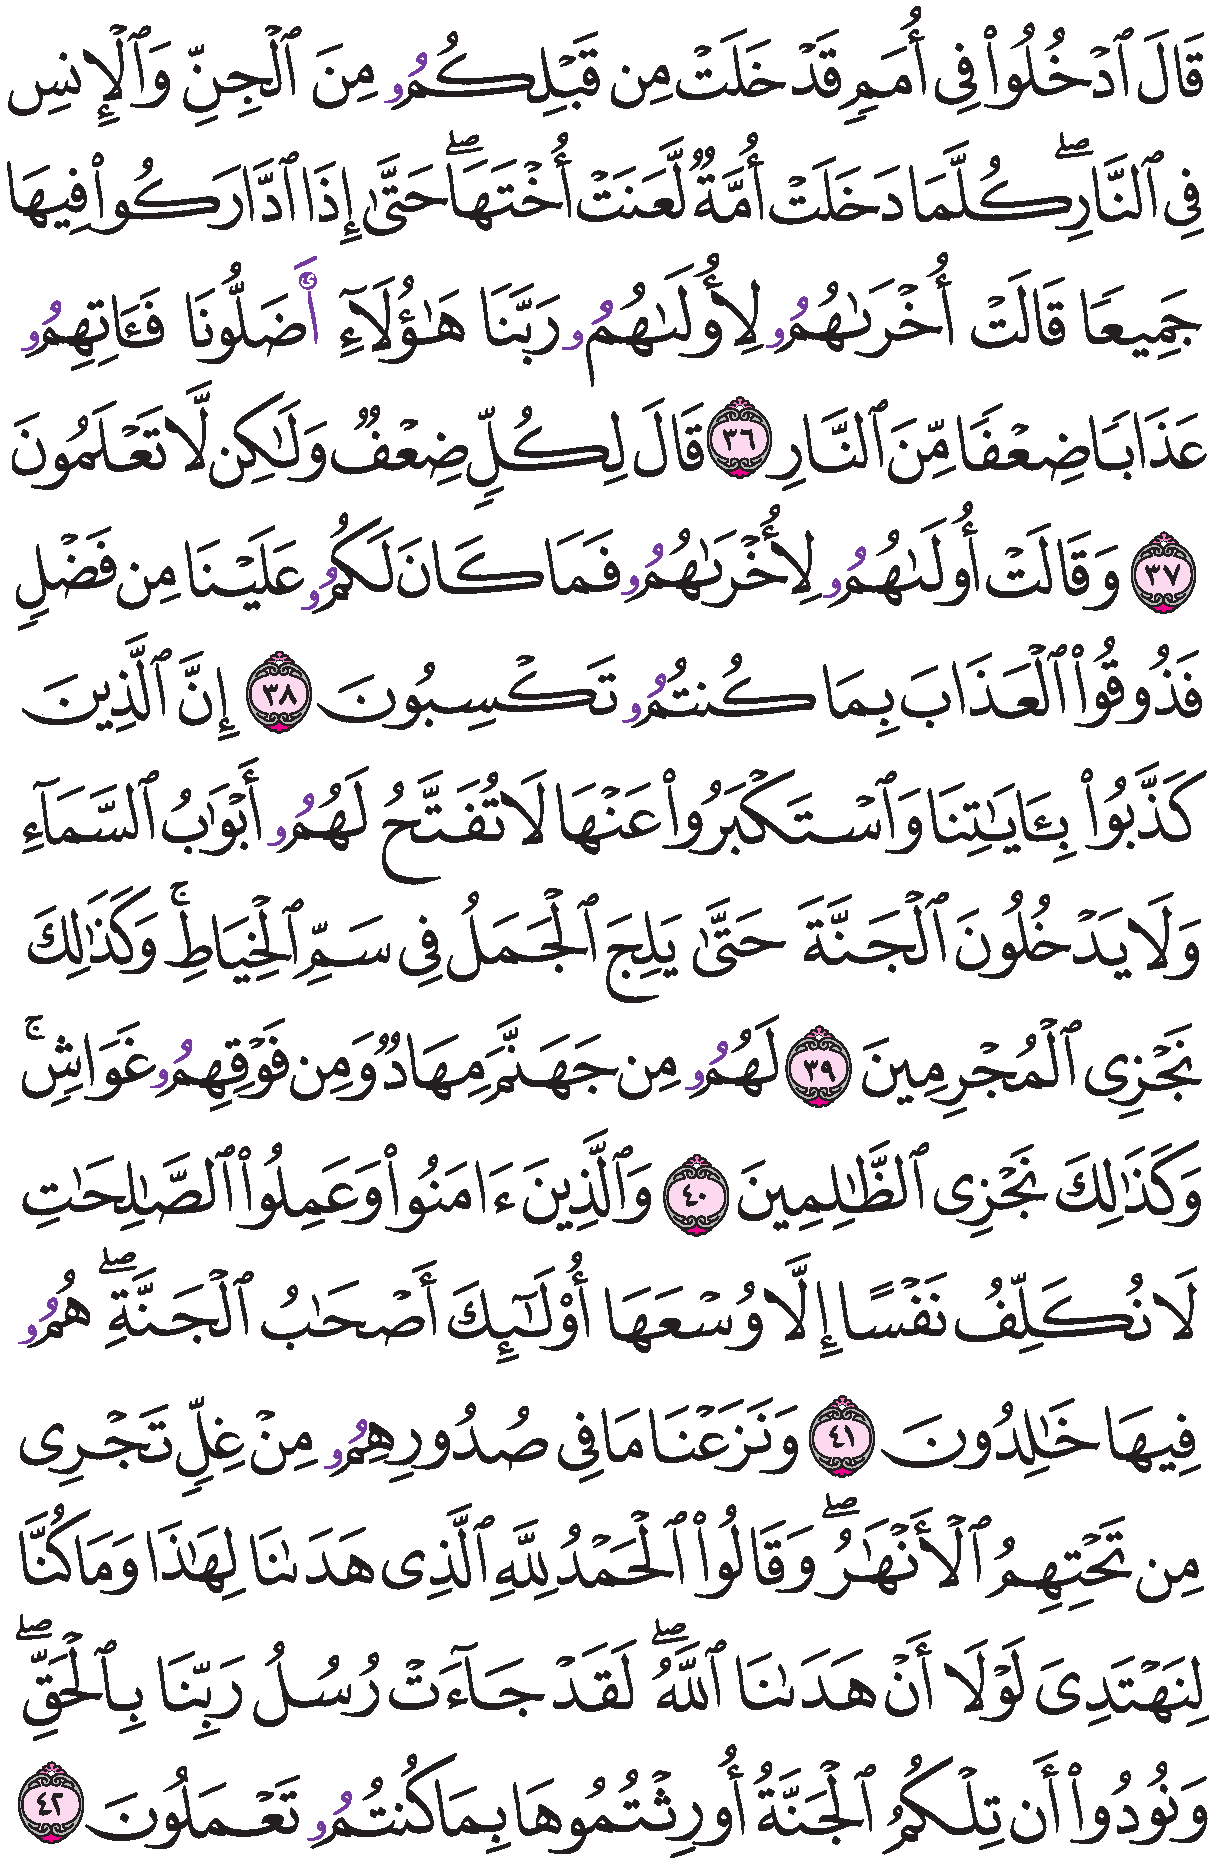 قَالَ ٱدۡخُلُواْ فِي أُمَمٖ قَدۡ خَلَتۡ مِن قَبۡلِكُمُۥ مِنَ ٱلۡجِنِّ وَٱلۡإِنسِ
فِي ٱلنَّارِۖ كُلَّمَا دَخَلَتۡ أُمَّةٞ لَّعَنَتۡ أُخۡتَهَاۖ حَتَّىٰ إِذَا ٱدَّارَكُواْ فِيهَا
جَمِيعٗا قَالَتۡ أُخۡرَىٰهُمُۥ لِأُولَىٰهُمُۥ رَبَّنَا هَٰٓؤُلَآءِ أَضَلُّونَا فَـَٔاتِهِمُۥ
عَذَابٗا ضِعۡفٗا مِّنَ ٱلنَّارِ ٣٦ قَالَ لِكُلّٖ ضِعۡفٞ وَلَٰكِن لَّا تَعۡلَمُونَ
٣٧ وَقَالَتۡ أُولَىٰهُمُۥ لِأُخۡرَىٰهُمُۥ فَمَا كَانَ لَكُمُۥ عَلَيۡنَا مِن فَضۡلٖ
فَذُوقُواْ ٱلۡعَذَابَ بِمَا كُنتُمُۥ تَكۡسِبُونَ ٣٨ إِنَّ ٱلَّذِينَ
كَذَّبُواْ بِـَٔايَٰتِنَا وَٱسۡتَكۡبَرُواْ عَنۡهَا لَا تُفَتَّحُ لَهُمُۥ أَبۡوَٰبُ ٱلسَّمَآءِ
وَلَا يَدۡخُلُونَ ٱلۡجَنَّةَ حَتَّىٰ يَلِجَ ٱلۡجَمَلُ فِي سَمِّ ٱلۡخِيَاطِۚ وَكَذَٰلِكَ
نَجۡزِي ٱلۡمُجۡرِمِينَ ٣٩ لَهُمُۥ مِن جَهَنَّمَ مِهَادٞ وَمِن فَوۡقِهِمُۥ غَوَاشٖۚ
وَكَذَٰلِكَ نَجۡزِي ٱلظَّٰلِمِينَ ٤٠ وَٱلَّذِينَ ءَامَنُواْ وَعَمِلُواْ ٱلصَّٰلِحَٰتِ
لَا نُكَلِّفُ نَفۡسًا إِلَّا وُسۡعَهَا أُوْلَٰٓئِكَ أَصۡحَٰبُ ٱلۡجَنَّةِۖ هُمُۥ
فِيهَا خَٰلِدُونَ ٤١ وَنَزَعۡنَا مَا فِي صُدُورِهِمُۥ مِنۡ غِلّٖ تَجۡرِي
مِن تَحۡتِهِمُ ٱلۡأَنۡهَٰرُۖ وَقَالُواْ ٱلۡحَمۡدُ لِلَّهِ ٱلَّذِي هَدَىٰنَا لِهَٰذَا وَمَا كُنَّا
لِنَهۡتَدِيَ لَوۡلَا أَنۡ هَدَىٰنَا ٱللَّهُۖ لَقَدۡ جَآءَتۡ رُسُلُ رَبِّنَا بِٱلۡحَقِّۖ
وَنُودُواْ أَن تِلۡكُمُ ٱلۡجَنَّةُ أُورِثۡتُمُوهَا بِمَا كُنتُمُۥ تَعۡمَلُونَ ٤٢